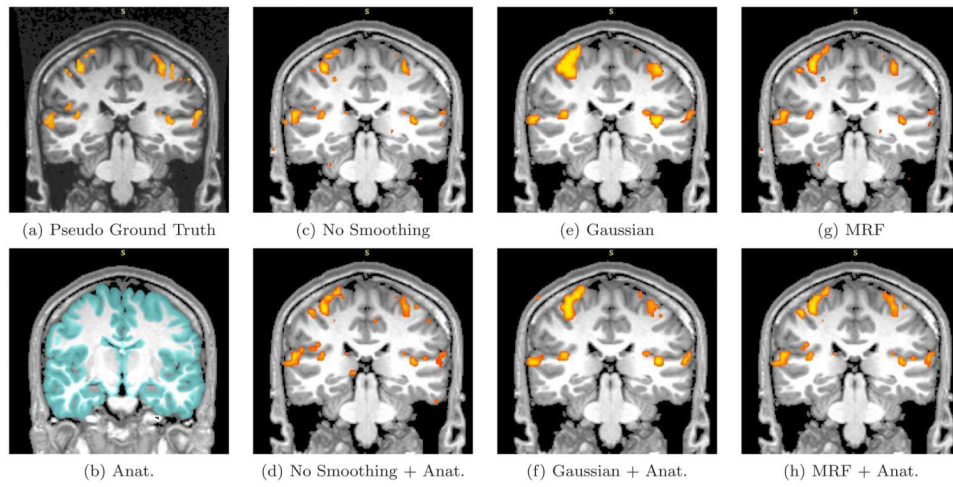 S S S S
(a) Pseudo Ground Truth (c) No Smoothing (e) Gaussian (g) MRF
S S S S
(b) Anat. (d) No Smoothing + Anat. (f) Gaussian + Anat. (h) MRF + Anat.